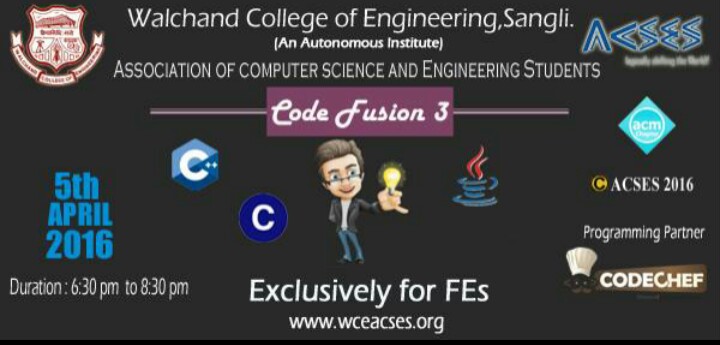 Walchand College of Engineering,Sangli.
(An Autonomous Institute)
ACSES
ASSOCIATION OF COMPUTER SCIENCE AND ENGINEERING STUDENTS
Code Fusion 3
acm
Chapter
C++
C
Java
© ACSES 2016
5th
APRIL
2016
Programming Partner
CODECHEF
Duration : 6:30 pm to 8:30 pm
Exclusively for FEs
www.wceacses.org